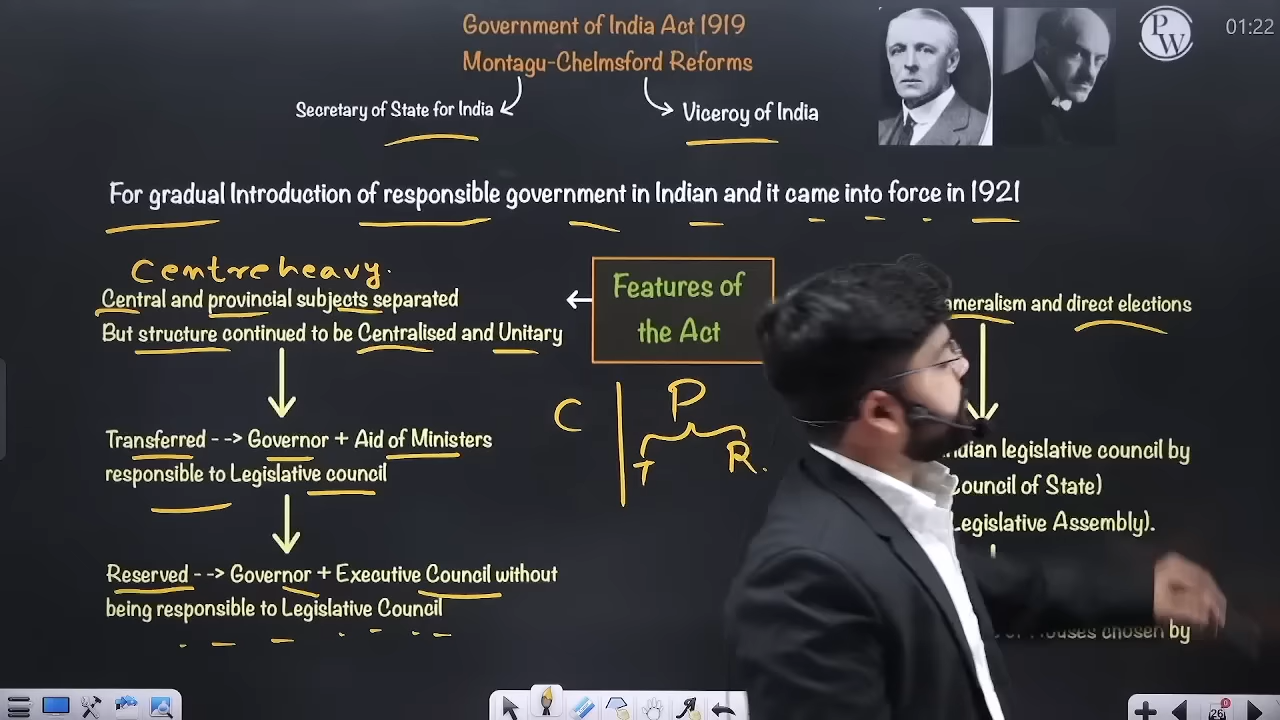 Government of India Act 1919
Montagu-Chelmsford Reforms
PW
01:22
Secretary of State for India
Viceroy of India
For gradual Introduction of responsible government in Indian and it came into force in 1921
Centre heavy.
Central and provincial subjects separated
But structure continued to be Centralised and Unitary
Features of
the Act
and direct elections
C
P
T
R.
Transferred --> Governor + Aid of Ministers
responsible to Legislative council
Reserved --> Governor + Executive Council without
being responsible to Legislative Council
legislative council by
Council of State)
Legislative Assembly).
Houses chosen by